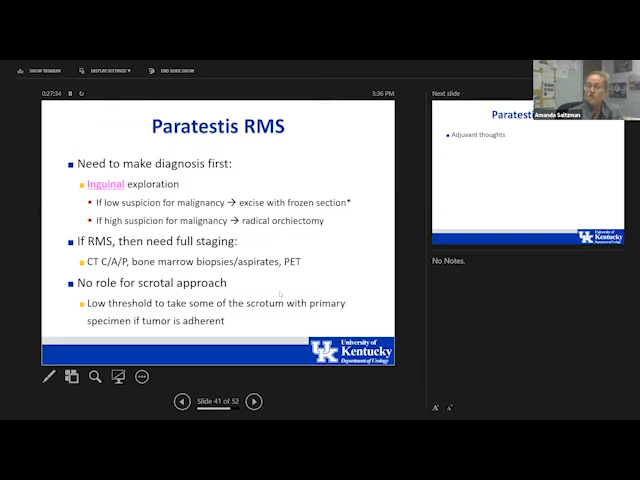 SHOW TASKBAR
DISPLAY SETTINGS
END SLIDE SHOW
0:27:34
3:36 PM
Paratestis RMS
Need to make diagnosis first:
Inguinal exploration
If low suspicion for malignancy → excise with frozen section*
If high suspicion for malignancy → radical orchiectomy
If RMS, then need full staging:
CT C/A/P, bone marrow biopsies/aspirates, PET
No role for scrotal approach
Low threshold to take some of the scrotum with primary
specimen if tumor is adherent
UK
University of
Kentucky
Department of Urology
Slide 41 of 52
Amanda Saltzman
Next slide
Paratest
Adjuvant thoughts
UK
University of
Kentucky
No Notes.
A
A